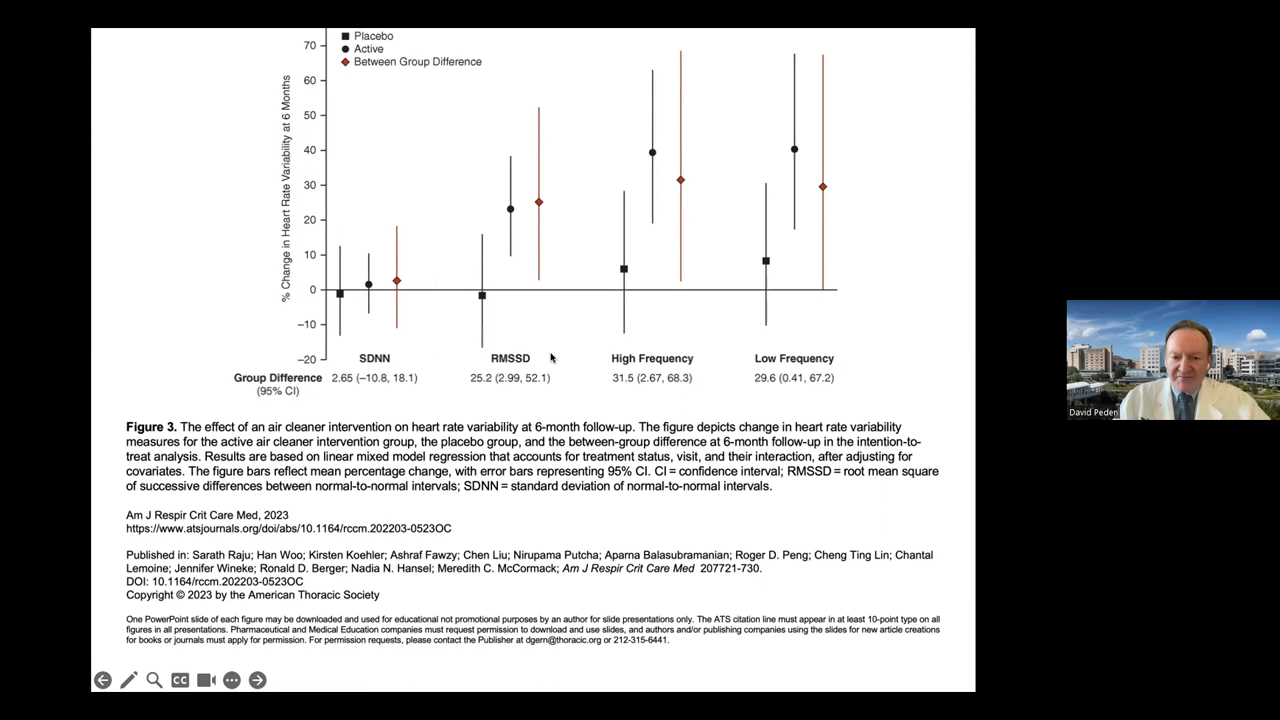 70
60
50
40
30
20
10
0
−10
−20
% Change in Heart Rate Variability at 6 Months
Placebo
Active
Between Group Difference
SDNN RMSSD High Frequency Low Frequency
Group Difference 2.65 (−10.8, 18.1) 25.2 (2.99, 52.1) 31.5 (2.67, 68.3) 29.6 (0.41, 67.2)
(95% CI)
Figure 3. The effect of an air cleaner intervention on heart rate variability at 6-month follow-up. The figure depicts change in heart rate variability
measures for the active air cleaner intervention group, the placebo group, and the between-group difference at 6-month follow-up in the intention-to-
treat analysis. Results are based on linear mixed model regression that accounts for treatment status, visit, and their interaction, after adjusting for
covariates. The figure bars reflect mean percentage change, with error bars representing 95% CI. CI = confidence interval; RMSSD = root mean square
of successive differences between normal-to-normal intervals; SDNN = standard deviation of normal-to-normal intervals.
Am J Respir Crit Care Med, 2023
https://www.atsjournals.org/doi/abs/10.1164/rccm.202203-0523OC
Published in: Sarath Raju; Han Woo; Kirsten Koehler; Ashraf Fawzy; Chen Liu; Nirupama Putcha; Aparna Balasubramanian; Roger D. Peng; Cheng Ting Lin; Chantal
Lemoine; Jennifer Wineke; Ronald D. Berger; Nadia N. Hansel; Meredith C. McCormack; Am J Respir Crit Care Med 207721-730.
DOI: 10.1164/rccm.202203-0523OC
Copyright © 2023 by the American Thoracic Society
One PowerPoint slide of each figure may be downloaded and used for educational not promotional purposes by an author for slide presentations only. The ATS citation line must appear in at least 10-point type on all
figures in all presentations. Pharmaceutical and Medical Education companies must request permission to download and use slides, and authors and/or publishing companies using the slides for new article creations
for books or journals must apply for permission. For permission requests, please contact the Publisher at dgern@thoracic.org or 212-315-6441.
CC
David Peden